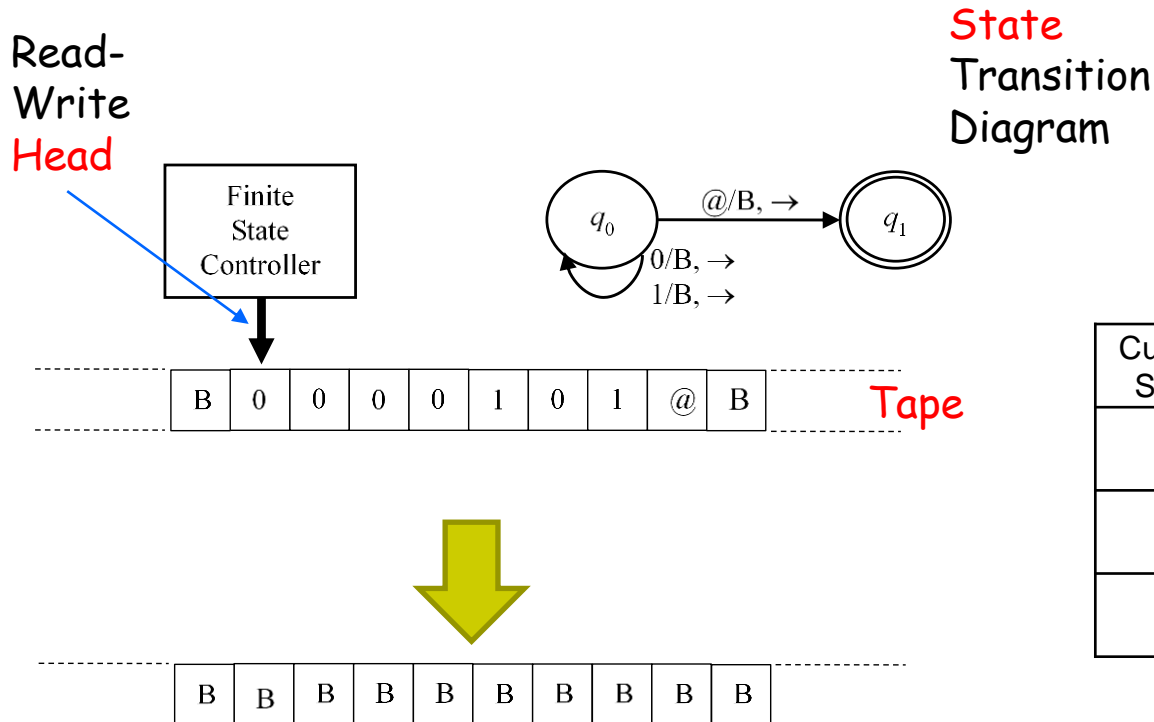 Read-
Write
Head
State
Transition
Diagram
Finite
State
Controller
q₀
@/B, →
q₁
0/B, →
1/B, →
B 0 0 0 0 1 0 1 @ B
Tape
B B B B B B B B B B